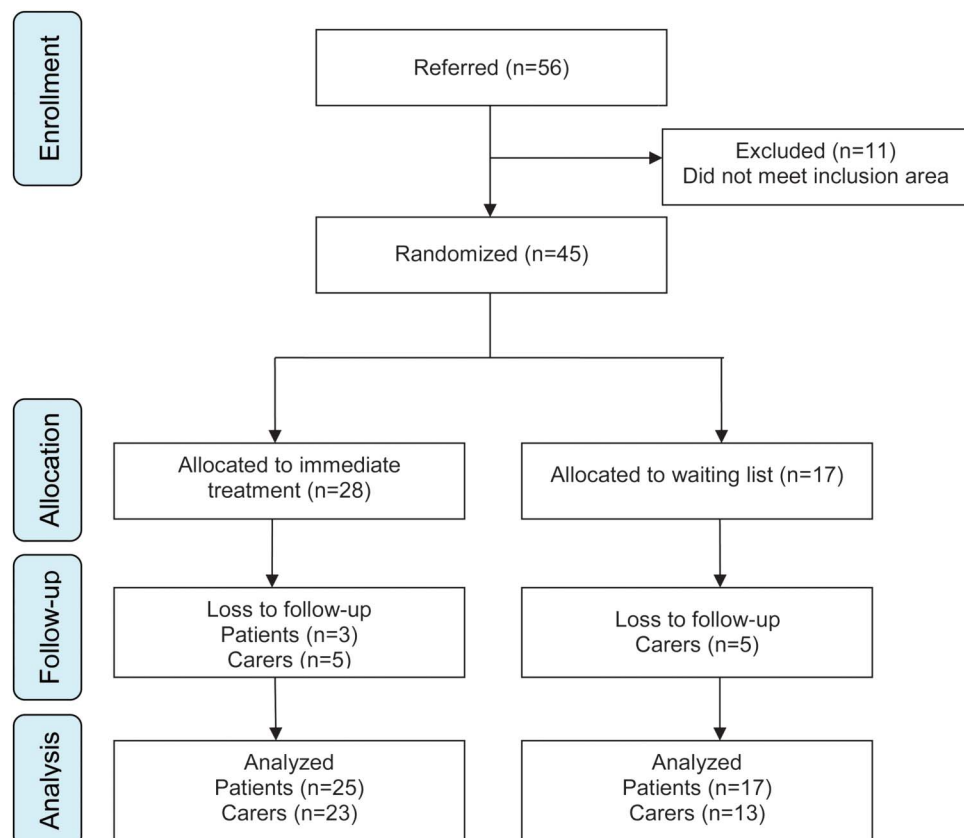 Enrollment
Referred (n=56)
Excluded (n=11)
Did not meet inclusion area
Randomized (n=45)
Allocation
Allocated to immediate
treatment (n=28)
Allocated to waiting list (n=17)
Follow-up
Loss to follow-up
Patients (n=3)
Carers (n=5)
Loss to follow-up
Carers (n=5)
Analysis
Analyzed
Patients (n=25)
Carers (n=23)
Analyzed
Patients (n=17)
Carers (n=13)